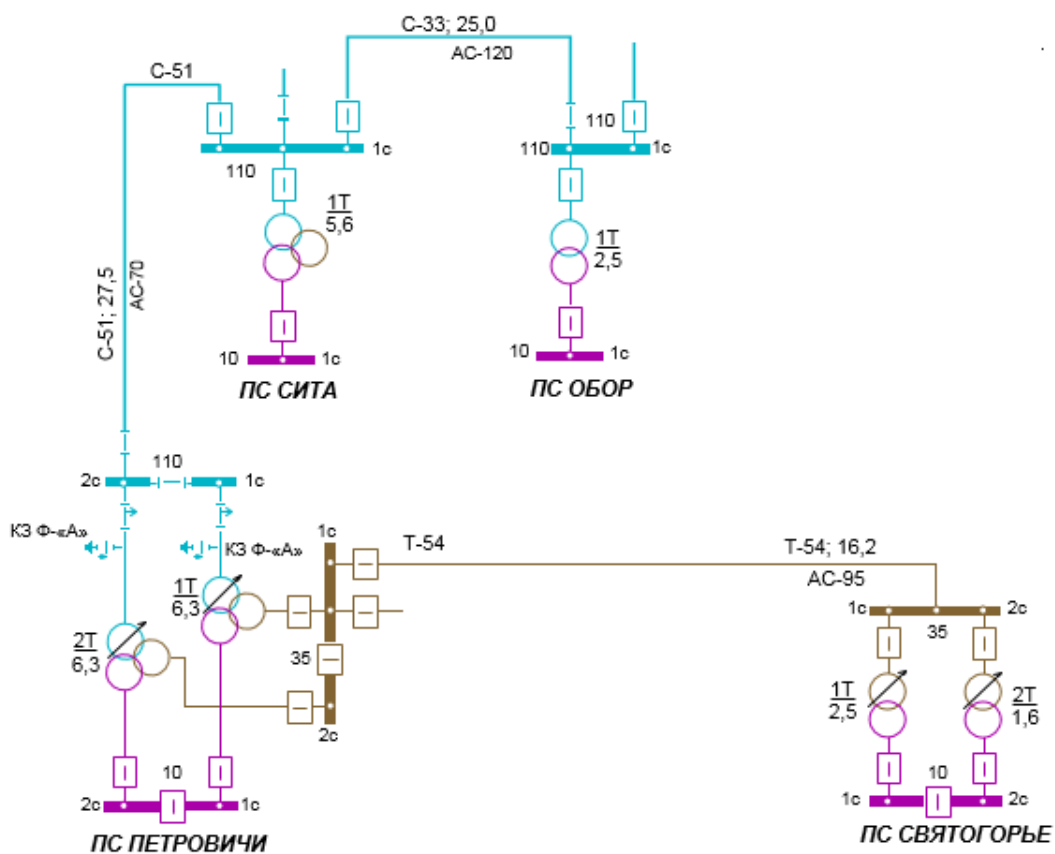 С-33; 25,0
АС-120
С-51
110
1с
110
1с
110
1Т
5,6
1Т
2,5
С-51; 27,5
АС-70
10
1с
10
1с
ПС СИТА
ПС ОБОР
2с
110
1с
КЗ Ф-«А»
КЗ Ф-«А»
1с
Т-54
Т-54; 16,2
АС-95
1Т
6,3
2Т
6,3
35
2с
1с
35
2с
1Т
2,5
2Т
1,6
10
2с
1с
10
1с
2с
ПС ПЕТРОВИЧИ
ПС СВЯТОГОРЬЕ